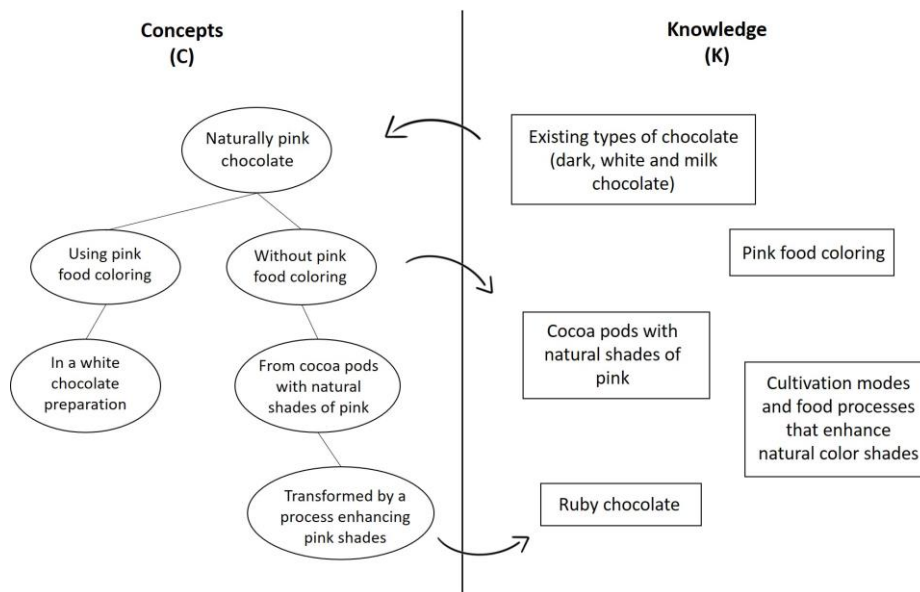 Concepts
(C)
Knowledge
(K)
Naturally pink
chocolate
Existing types of chocolate
(dark, white and milk
chocolate)
Using pink
food coloring
Without pink
food coloring
Pink food coloring
In a white
chocolate
preparation
From cocoa pods
with natural
shades of pink
Cocoa pods with
natural shades of
pink
Cultivation modes
and food processes
that enhance
natural color shades
Transformed by a
process enhancing
pink shades
Ruby chocolate